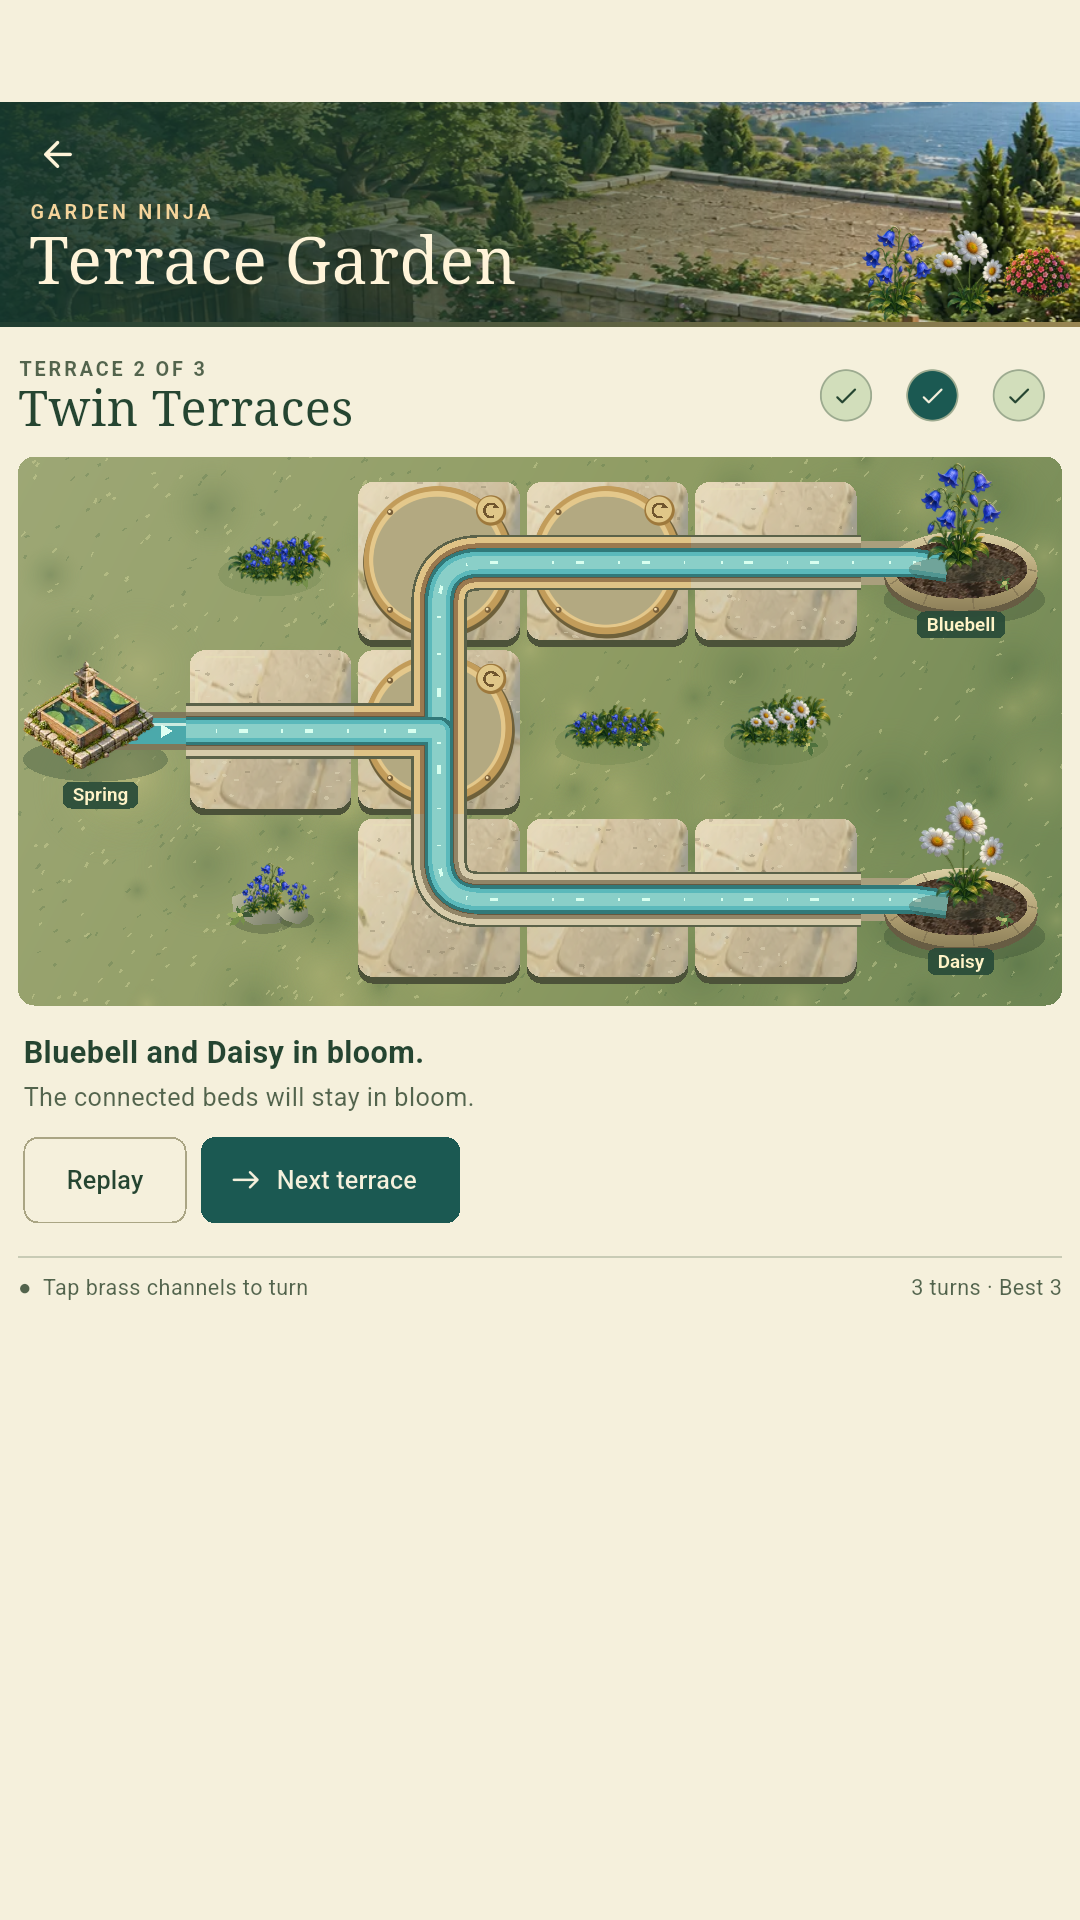 GARDEN NINJA
Terrace Garden
TERRACE 2 OF 3
Twin Terraces
Bluebell
Spring
Daisy
Bluebell and Daisy in bloom.
The connected beds will stay in bloom.
Replay
Next terrace
Tap brass channels to turn
3 turns · Best 3